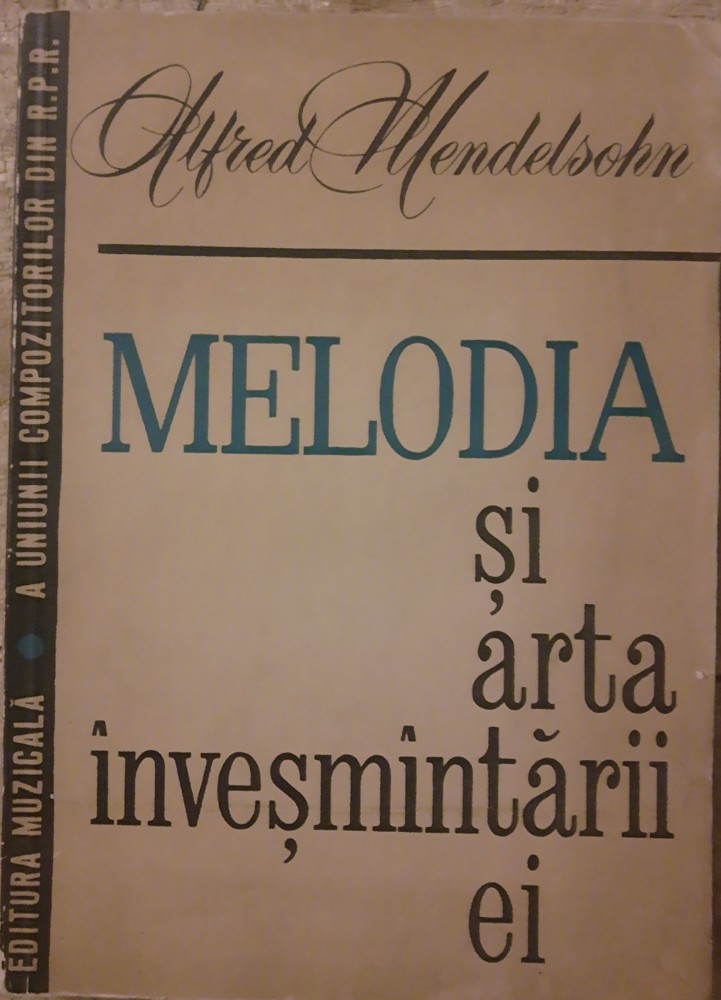 Alfred Mendelsohn
MELODIA
și
arta
înveșmîntării
ei
EDITURA MUZICALĂ ◆ A UNIUNII COMPOZITORILOR DIN R.P.R.